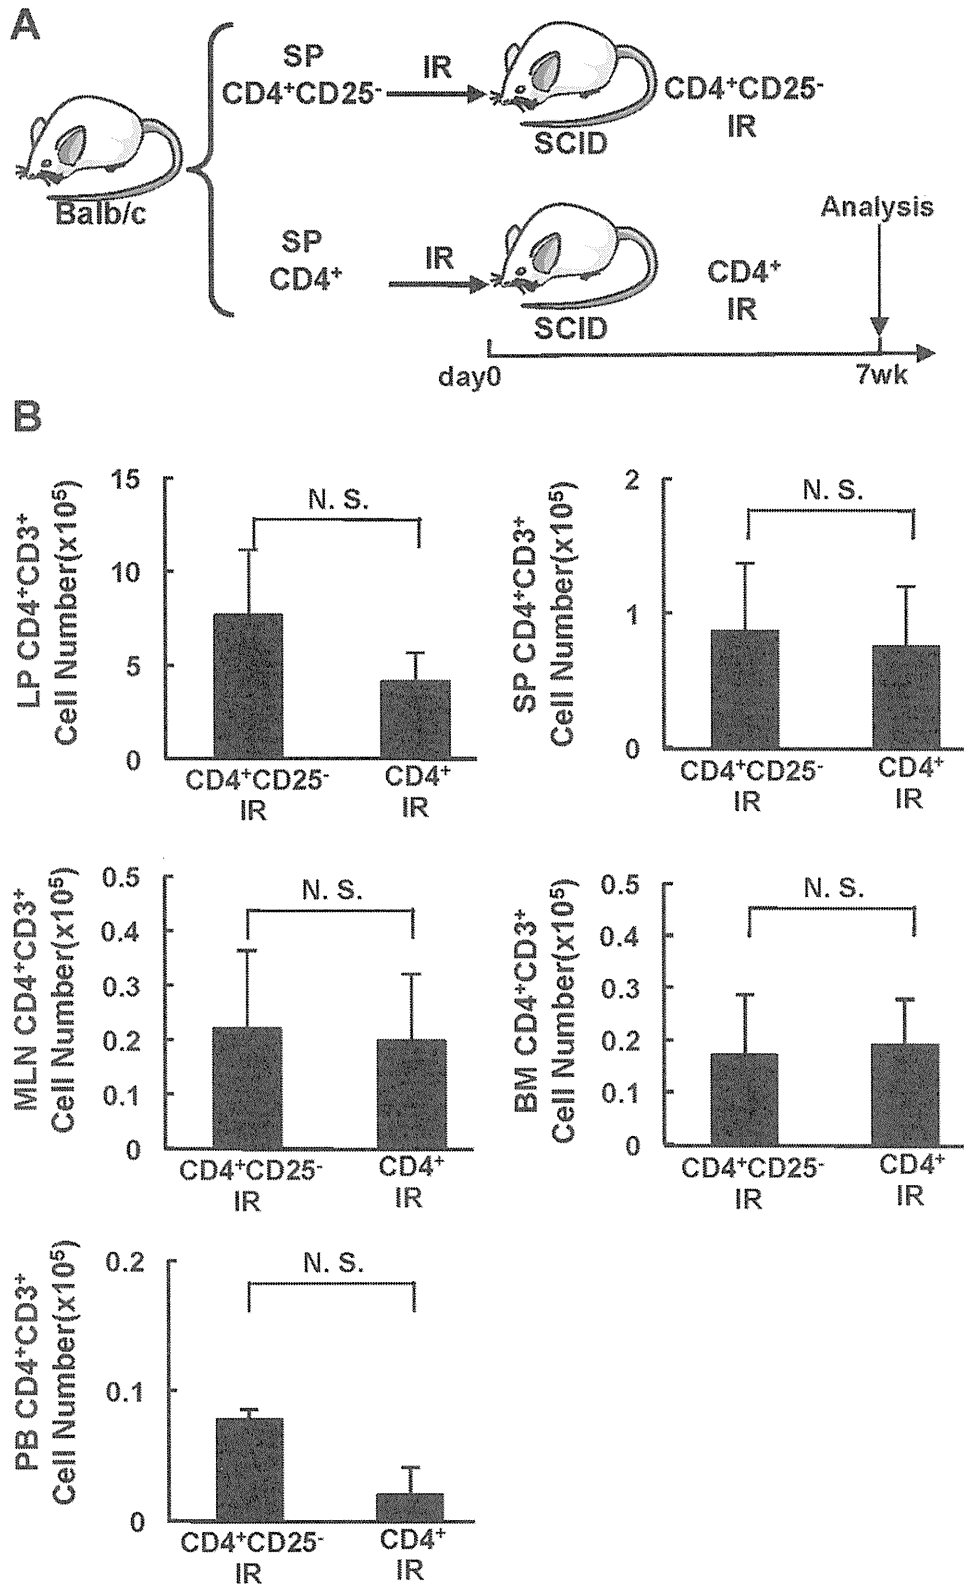 A
SP
CD4⁺CD25⁻
IR
SCID
CD4⁺CD25⁻
IR
Balb/c
SP
CD4⁺
IR
SCID
CD4⁺
IR
Analysis
day0
7wk
B
LP CD4⁺CD3⁺
Cell Number(x10⁵)
15
10
5
0
N. S.
CD4⁺CD25⁻
IR
CD4⁺
IR
SP CD4⁺CD3⁺
Cell Number(x10⁵)
2
1
0
N. S.
CD4⁺CD25⁻
IR
CD4⁺
IR
MLN CD4⁺CD3⁺
Cell Number(x10⁵)
0.5
0.4
0.3
0.2
0.1
0
N. S.
CD4⁺CD25⁻
IR
CD4⁺
IR
BM CD4⁺CD3⁺
Cell Number(x10⁵)
0.5
0.4
0.3
0.2
0.1
0
N. S.
CD4⁺CD25⁻
IR
CD4⁺
IR
PB CD4⁺CD3⁺
Cell Number(x10⁵)
0.2
0.1
0
N. S.
CD4⁺CD25⁻
IR
CD4⁺
IR